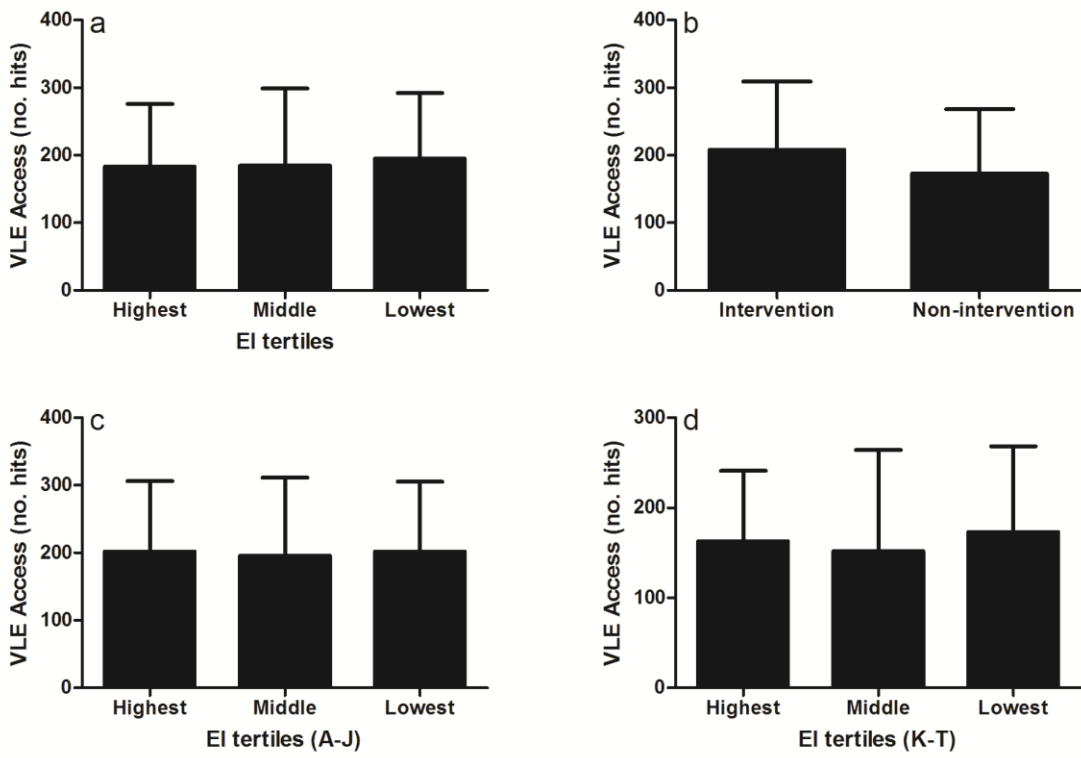 a
400
300
200
100
0
VLE Access (no. hits)
Highest Middle Lowest
EI tertiles
b
400
300
200
100
0
VLE Access (no. hits)
Intervention Non-intervention
c
400
300
200
100
0
VLE Access (no. hits)
Highest Middle Lowest
EI tertiles (A-J)
d
300
200
100
0
VLE Access (no. hits)
Highest Middle Lowest
EI tertiles (K-T)